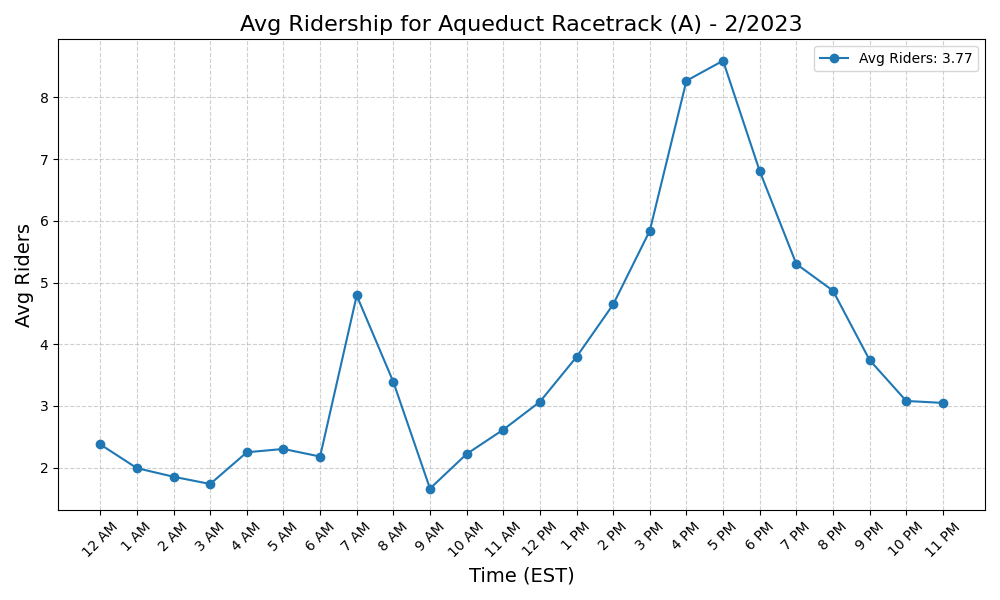 Avg Ridership for Aqueduct Racetrack (A) - 2/2023
Avg Riders: 3.77
Avg Riders
8
7
6
5
4
3
2
12 AM
1 AM
2 AM
3 AM
4 AM
5 AM
6 AM
7 AM
8 AM
9 AM
10 AM
11 AM
12 PM
1 PM
2 PM
3 PM
4 PM
5 PM
6 PM
7 PM
8 PM
9 PM
10 PM
11 PM
Time (EST)